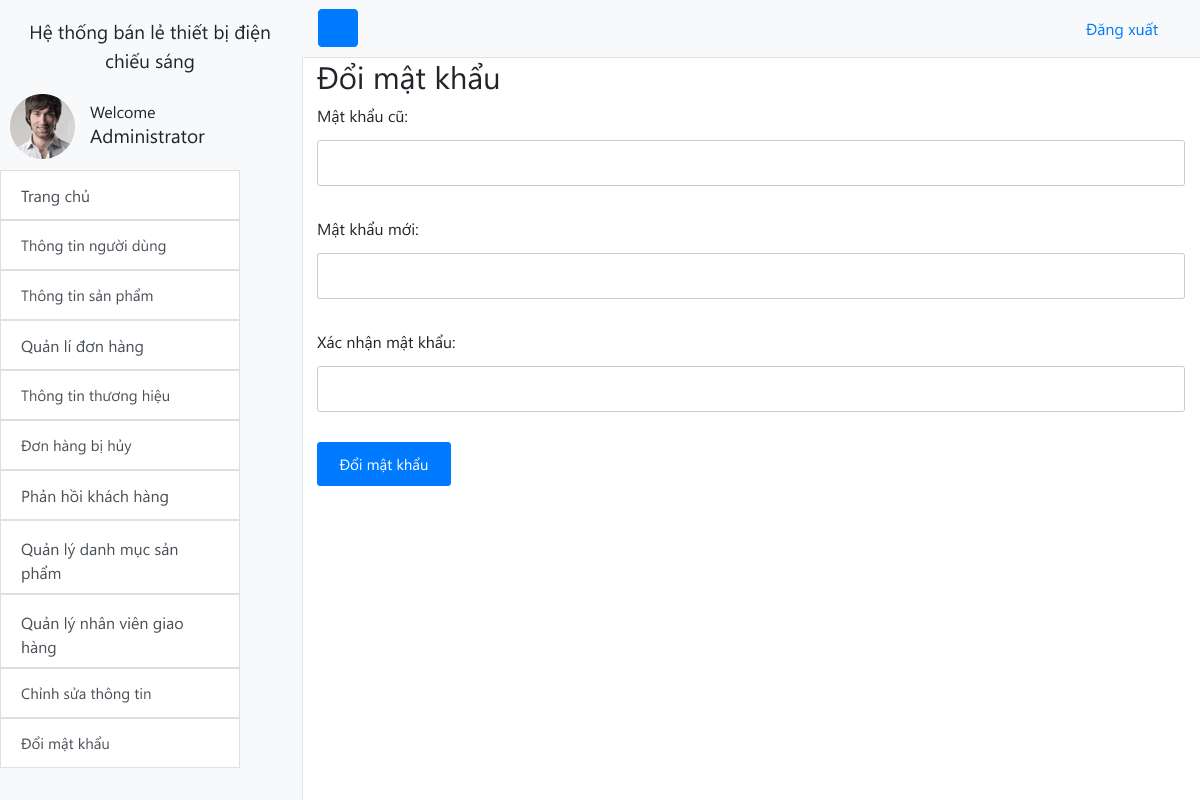 Hệ thống bán lẻ thiết bị điện
chiếu sáng
Welcome
Administrator
Trang chủ
Thông tin người dùng
Thông tin sản phẩm
Quản lí đơn hàng
Thông tin thương hiệu
Đơn hàng bị hủy
Phản hồi khách hàng
Quản lý danh mục sản
phẩm
Quản lý nhân viên giao
hàng
Chỉnh sửa thông tin
Đổi mật khẩu
Đăng xuất
Đổi mật khẩu
Mật khẩu cũ:
Mật khẩu mới:
Xác nhận mật khẩu:
Đổi mật khẩu